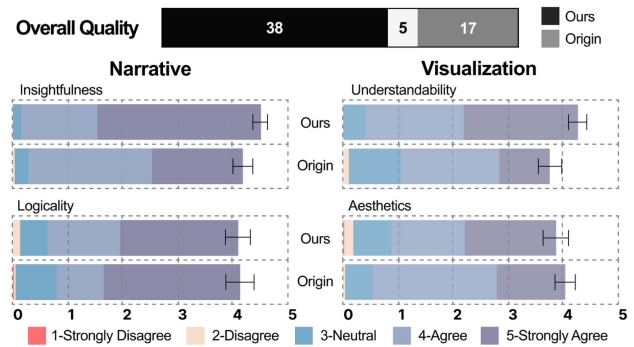 Overall Quality
38
5
17
Ours
Origin
Narrative
Visualization
Insightfulness
Understandability
Ours
Origin
Logicality
Aesthetics
Ours
Origin
0 1 2 3 4 5
0 1 2 3 4 5
1-Strongly Disagree 2-Disagree 3-Neutral 4-Agree 5-Strongly Agree